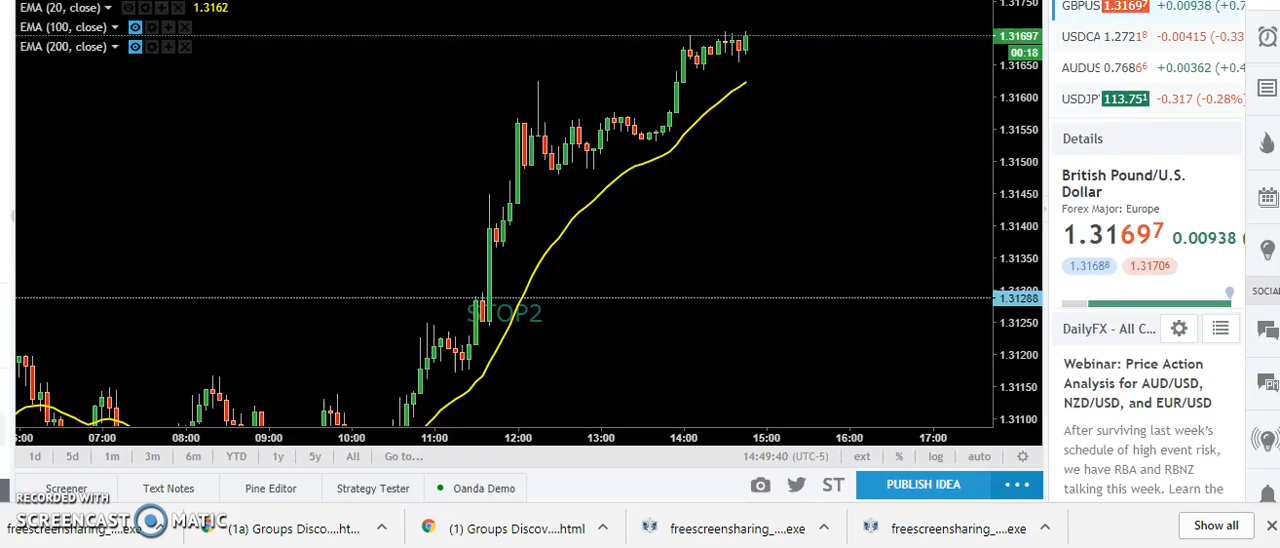 EMA (20, close) 1.3162
EMA (100, close)
EMA (200, close)
1.31750
1.31697
00:18
1.31650
1.31600
1.31550
1.31500
1.31450
1.31400
1.31350
1.31300
1.31288
1.31250
1.31200
1.31150
1.31100
STOP2
07:00 08:00 09:00 10:00 11:00 12:00 13:00 14:00 15:00 16:00 17:00
1d 5d 1m 3m 6m YTD 1y 5y All Go to... 14:49:40 (UTC-5) ext % log auto
Screener Text Notes Pine Editor Strategy Tester Oanda Demo ST PUBLISH IDEA
GBPUS 1.31697 +0.00938 (+0.7
USDCA 1.27218 -0.00415 (-0.33
AUDUS 0.76866 +0.00362 (+0.4
USDJP 113.751 -0.317 (-0.28%
Details
British Pound/U.S.
Dollar
Forex Major: Europe
1.31697 0.00938 (
1.31688 1.31706
SOCIAL
DailyFX - All C...
Webinar: Price Action
Analysis for AUD/USD,
NZD/USD, and EUR/USD
After surviving last week's
schedule of high event risk,
we have RBA and RBNZ
talking this week. Learn the
RECORDED WITH
SCREENCAST MATIC
freescreensharing_....exe (1a) Groups Disco....ht... (1) Groups Discov....html freescreensharing_....exe freescreensharing_....exe Show all